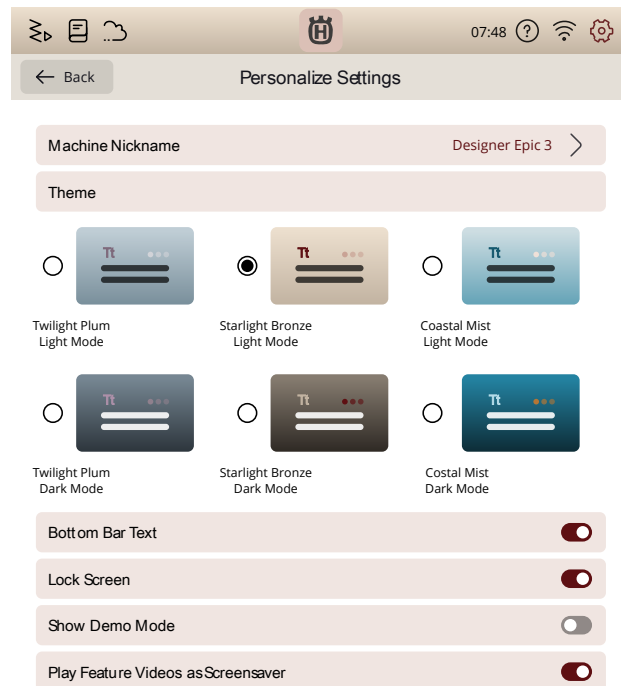 07:48 ?
Back
Personalize Settings
Machine Nickname
Designer Epic 3
Theme
Tt
Tt
Tt
Twilight Plum
Light Mode
Starlight Bronze
Light Mode
Coastal Mist
Light Mode
Tt
Tt
Tt
Twilight Plum
Dark Mode
Starlight Bronze
Dark Mode
Costal Mist
Dark Mode
Bottom Bar Text
Lock Screen
Show Demo Mode
Play Feature Videos as Screensaver